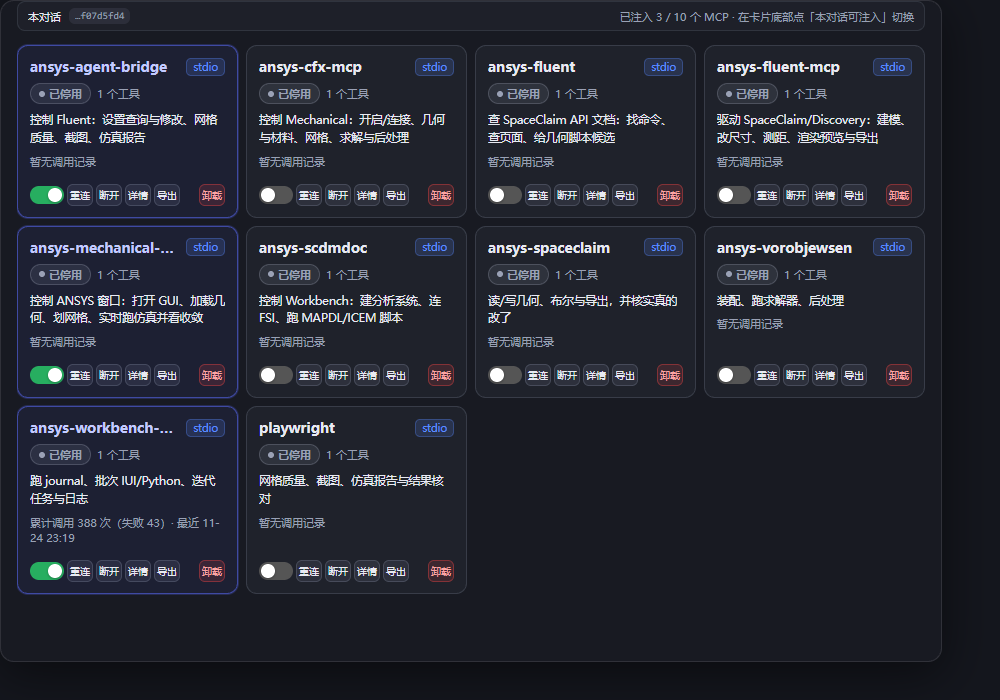 本对话 …f07d5fd4
已注入 3 / 10 个 MCP · 在卡片底部点「本对话可注入」切换
ansys-agent-bridge stdio
已停用 1 个工具
控制 Fluent：设置查询与修改、网格
质量、截图、仿真报告
暂无调用记录
重连 断开 详情 导出 卸载
ansys-cfx-mcp stdio
已停用 1 个工具
控制 Mechanical：开启/连接、几何
与材料、网格、求解与后处理
暂无调用记录
重连 断开 详情 导出 卸载
ansys-fluent stdio
已停用 1 个工具
查 SpaceClaim API 文档：找命令、
查页面、给几何脚本候选
暂无调用记录
重连 断开 详情 导出 卸载
ansys-fluent-mcp stdio
已停用 1 个工具
驱动 SpaceClaim/Discovery：建模、
改尺寸、测距、渲染预览与导出
暂无调用记录
重连 断开 详情 导出 卸载
ansys-mechanical-... stdio
已停用 1 个工具
控制 ANSYS 窗口：打开 GUI、加载几
何、划网格、实时跑仿真并看收敛
暂无调用记录
重连 断开 详情 导出 卸载
ansys-scdmdoc stdio
已停用 1 个工具
控制 Workbench：建分析系统、连
FSI、跑 MAPDL/ICEM 脚本
暂无调用记录
重连 断开 详情 导出 卸载
ansys-spaceclaim stdio
已停用 1 个工具
读/写几何、布尔与导出，并核实真的
改了
暂无调用记录
重连 断开 详情 导出 卸载
ansys-vorobjewsen stdio
已停用 1 个工具
装配、跑求解器、后处理
暂无调用记录
重连 断开 详情 导出 卸载
ansys-workbench-... stdio
已停用 1 个工具
跑 journal、批次 IUI/Python、迭代
任务与日志
累计调用 388 次（失败 43）· 最近 11-
24 23:19
重连 断开 详情 导出 卸载
playwright stdio
已停用 1 个工具
网格质量、截图、仿真报告与结果核
对
暂无调用记录
重连 断开 详情 导出 卸载